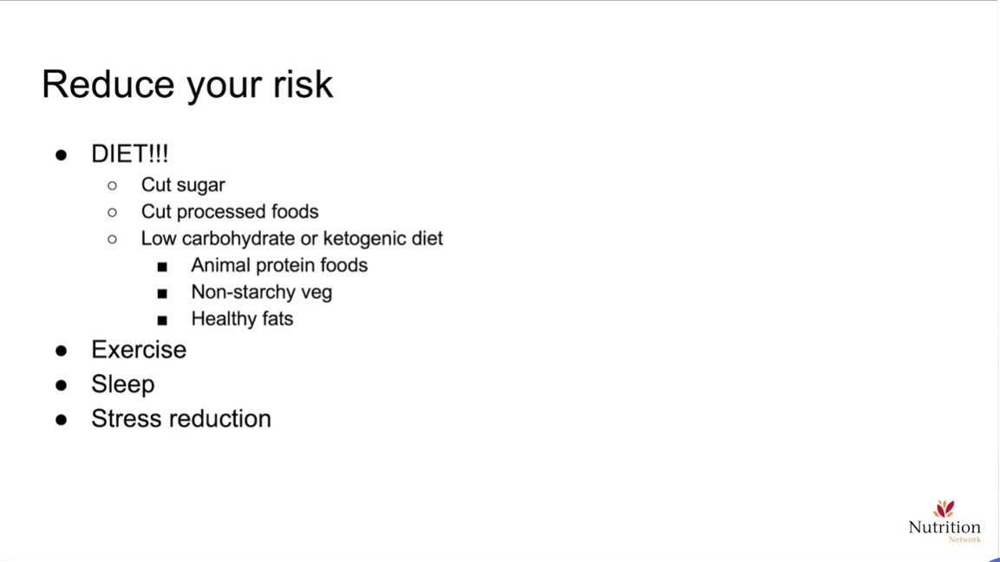 Reduce your risk
● DIET!!!
○ Cut sugar
○ Cut processed foods
○ Low carbohydrate or ketogenic diet
■ Animal protein foods
■ Non-starchy veg
■ Healthy fats
● Exercise
● Sleep
● Stress reduction
Nutrition
Network